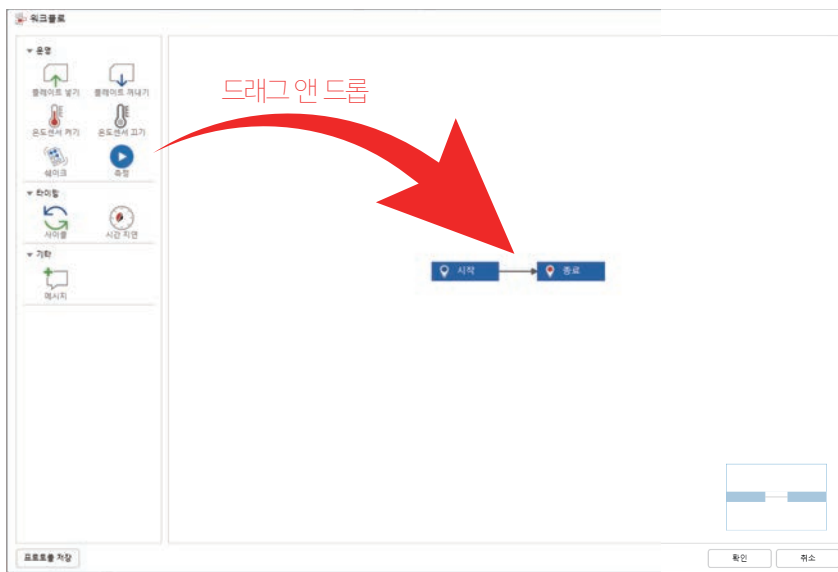 워크플로
운영
플레이트 넣기 플레이트 꺼내기
온도센서 켜기 온도센서 끄기
쉐이크 측정
타이밍
사이클 시간 지연
기타
메시지
드래그 앤 드롭
시작 종료
프로토콜 저장 확인 취소